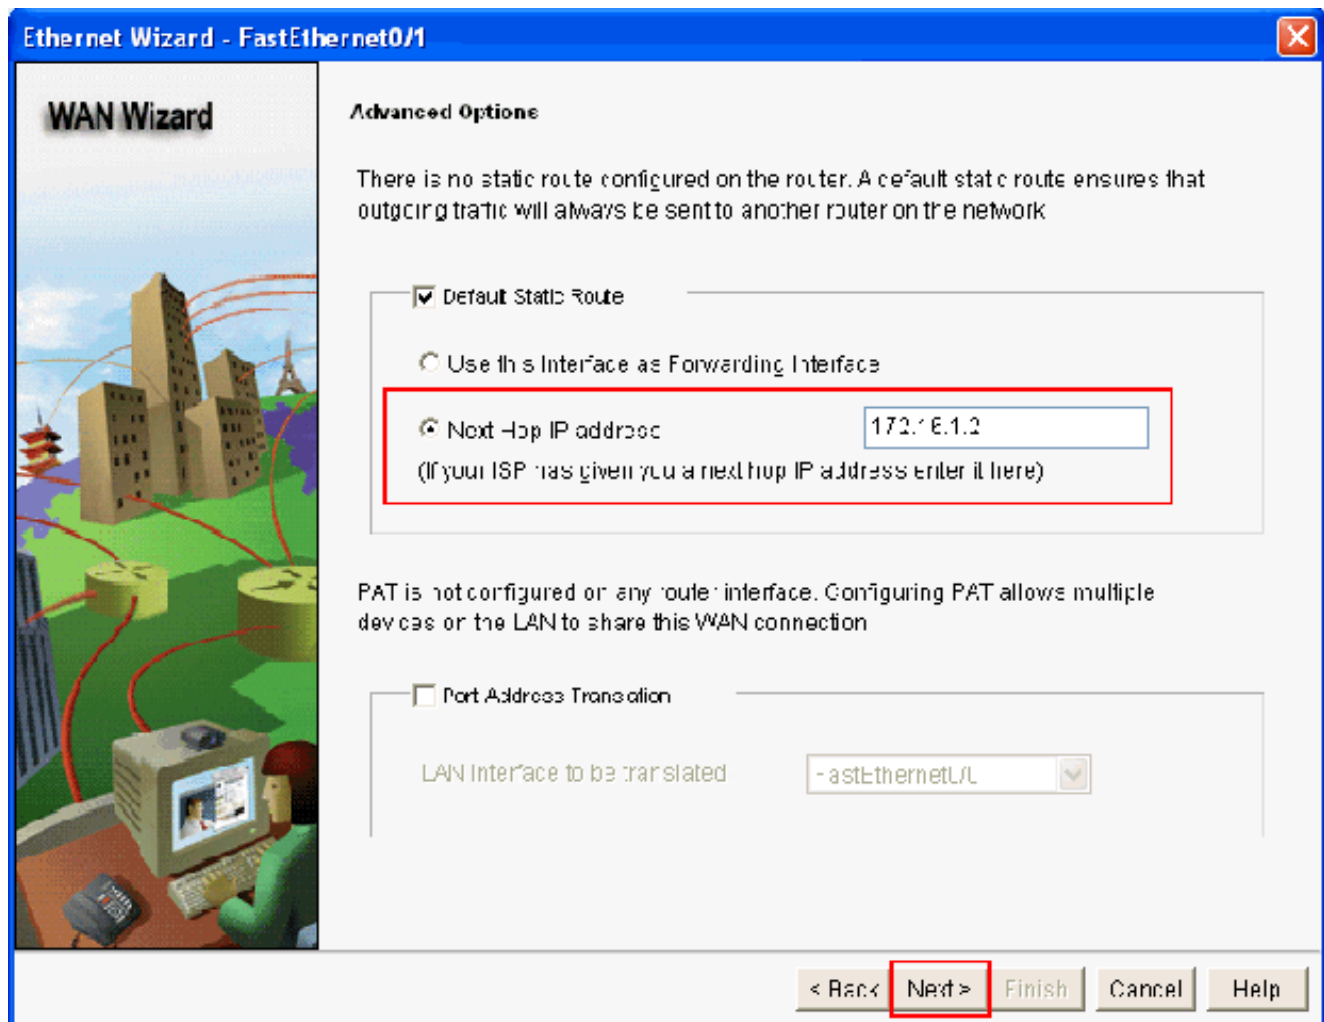 Ethernet Wizard - FastEthernet0/1
WAN Wizard
Advanced Options
There is no static route configured on the router. A default static route ensures that
outgoing traffic will always be sent to another router on the network
Default Static Route
Use this Interface as Forwarding Interface
Next Hop IP address
172.16.1.2
(If your ISP has given you a next hop IP address enter it here)
PAT is not configured on any router interface. Configuring PAT allows multiple
devices on the LAN to share this WAN connection
Port Address Translation
LAN Interface to be translated
FastEthernet0/0
< Back
Next >
Finish
Cancel
Help